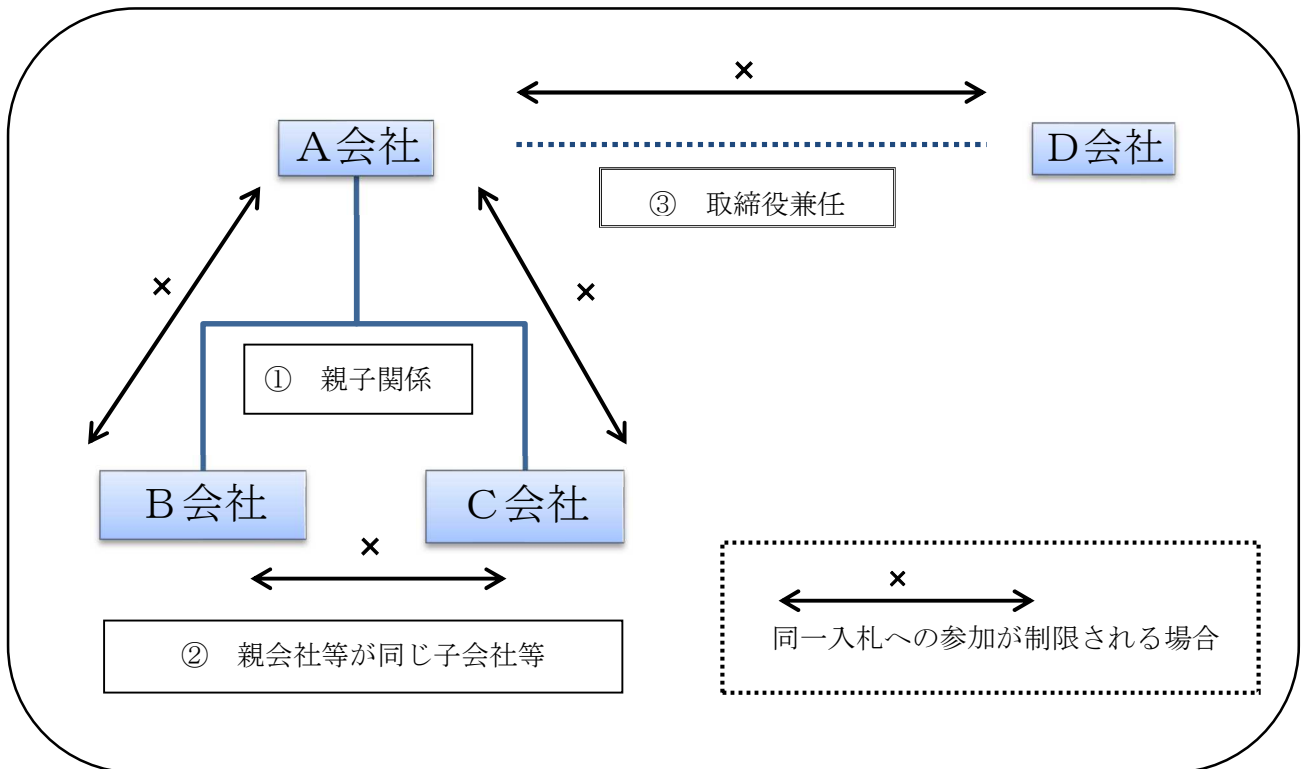 ×
A会社
D会社
③ 取締役兼任
×
×
① 親子関係
B会社
C会社
×
② 親会社等が同じ子会社等
×
同一入札への参加が制限される場合